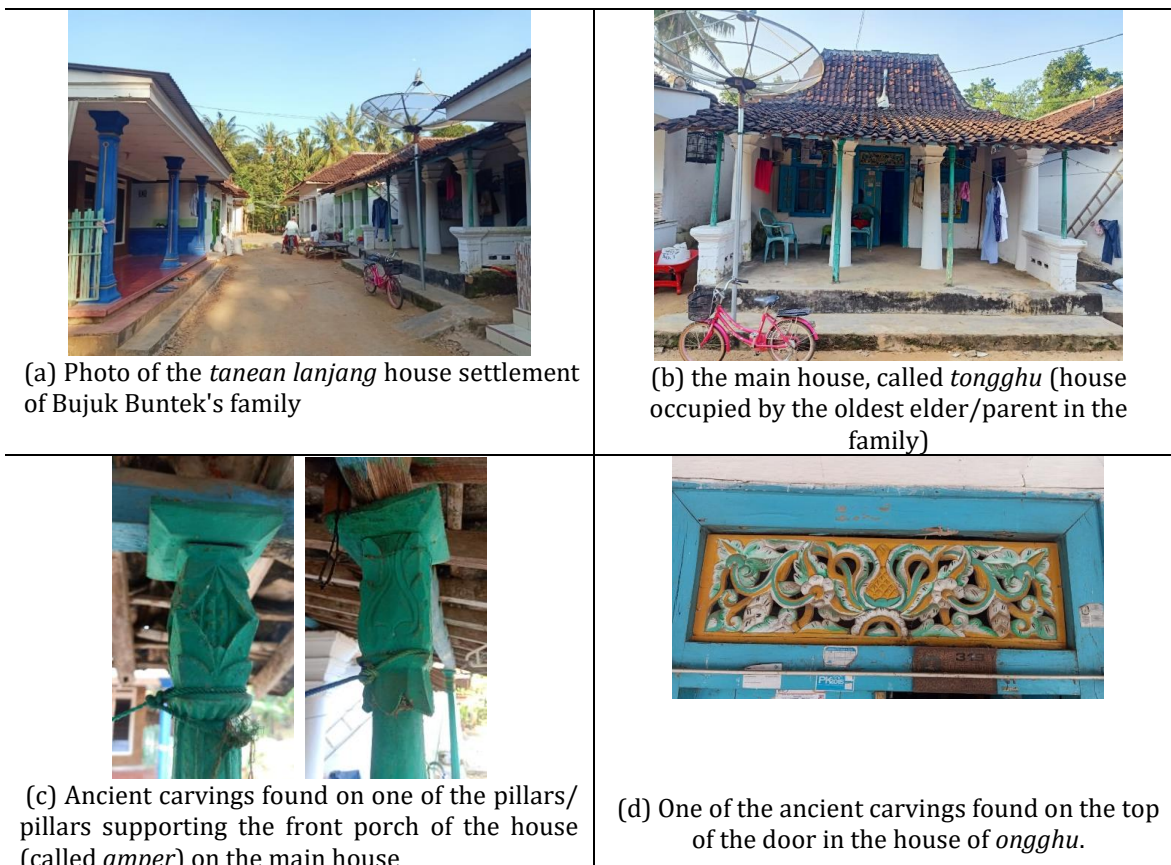 (a) Photo of the tanean lanjang house settlement
of Bujuk Buntek's family
(b) the main house, called tongghu (house
occupied by the oldest elder/parent in the
family)
(c) Ancient carvings found on one of the pillars/
pillars supporting the front porch of the house
(called amper) on the main house
(d) One of the ancient carvings found on the top
of the door in the house of ongghu.